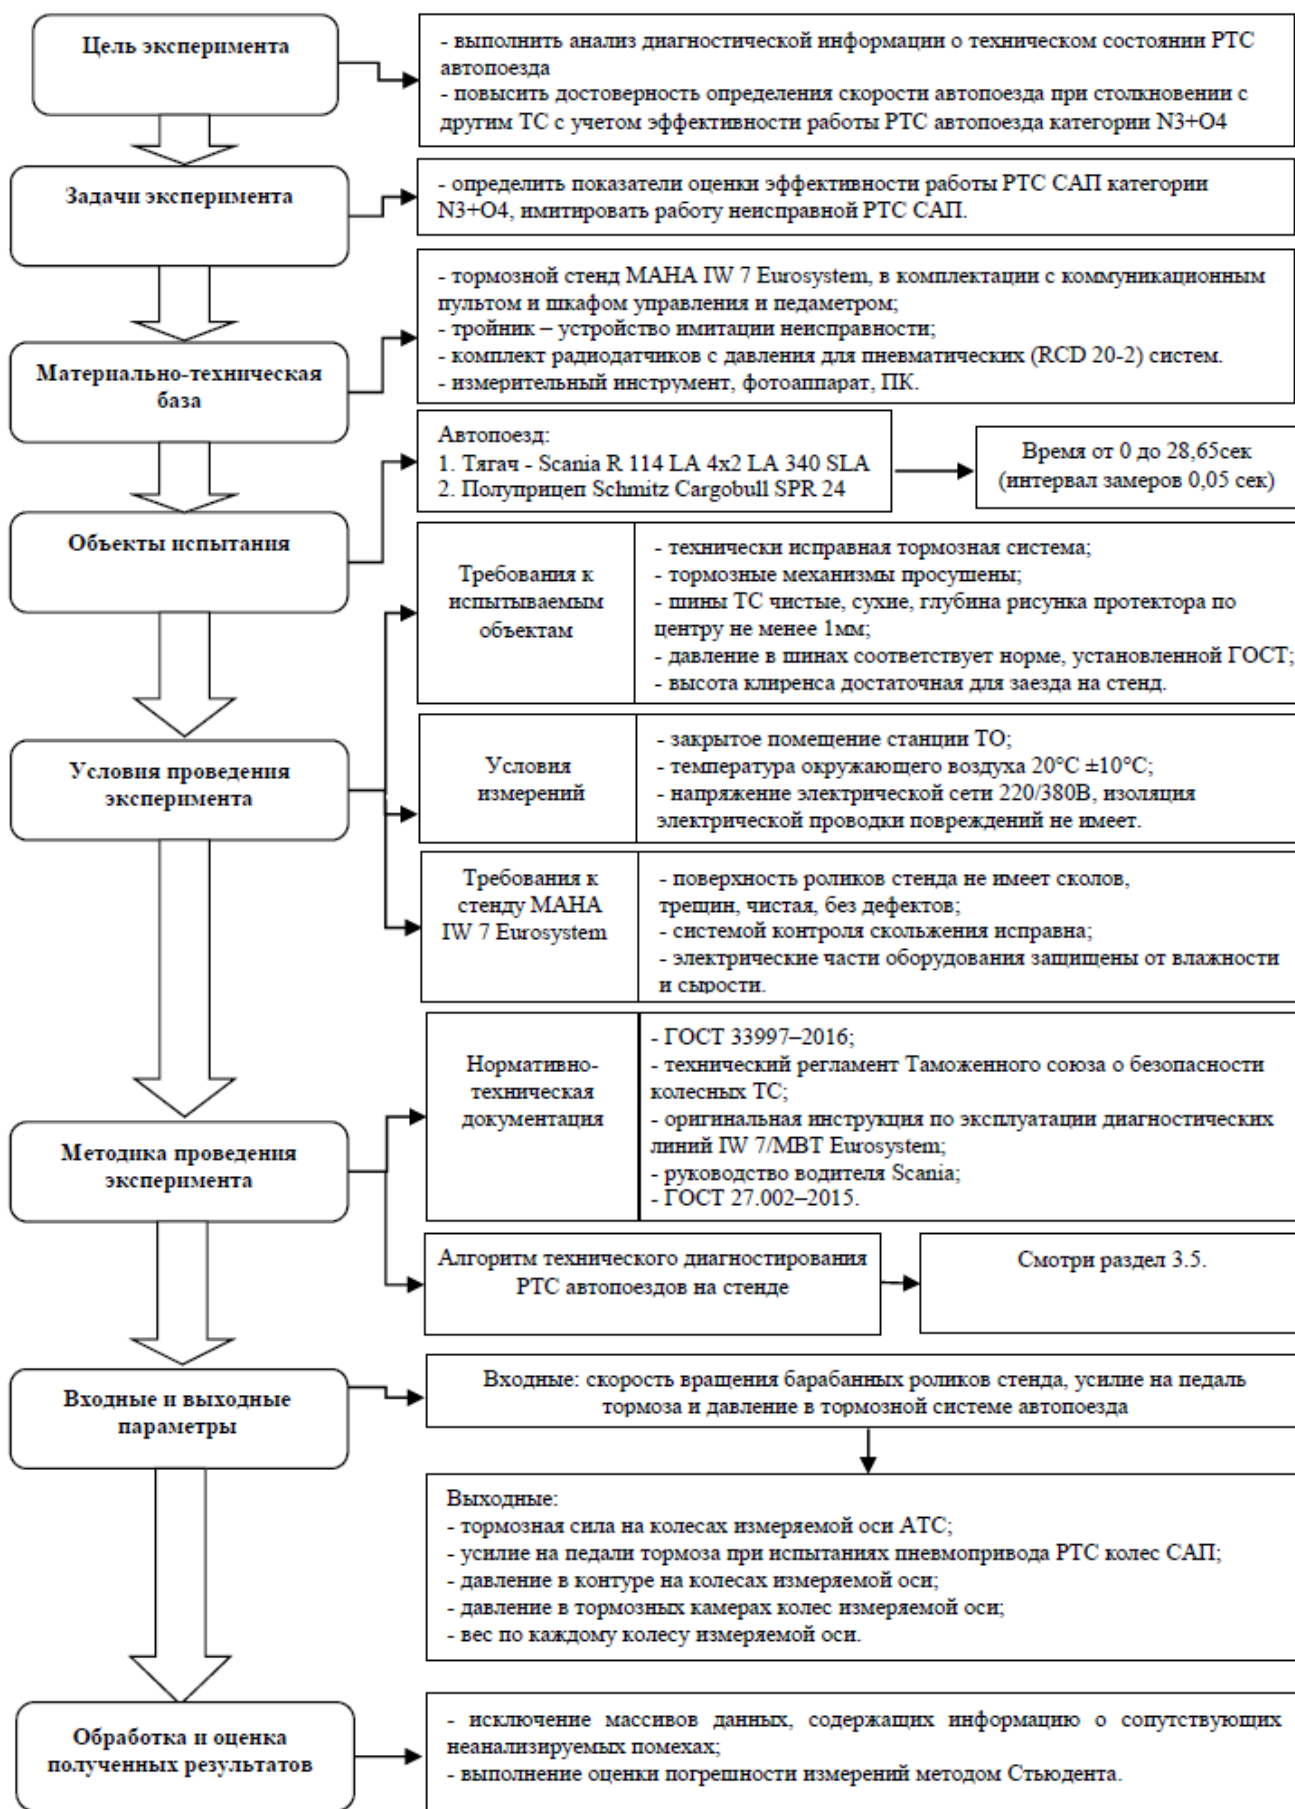 Цель эксперимента
- выполнить анализ диагностической информации о техническом состоянии РТС
автопоезда
- повысить достоверность определения скорости автопоезда при столкновении с
другим ТС с учетом эффективности работы РТС автопоезда категории N3+O4
Задачи эксперимента
- определить показатели оценки эффективности работы РТС САП категории
N3+O4, имитировать работу неисправной РТС САП.
Материально-техническая
база
- тормозной стенд MAHA IW 7 Eurosystem, в комплектации с коммуникационным
пультом и шкафом управления и педаметром;
- тройник – устройство имитации неисправности;
- комплект радиодатчиков с давления для пневматических (RCD 20-2) систем.
- измерительный инструмент, фотоаппарат, ПК.
Объекты испытания
Автопоезд:
1. Тягач - Scania R 114 LA 4x2 LA 340 SLA
2. Полуприцеп Schmitz Cargobull SPR 24
Время от 0 до 28,65сек
(интервал замеров 0,05 сек)
Условия проведения
эксперимента
Требования к
испытываемым
объектам
- технически исправная тормозная система;
- тормозные механизмы просушены;
- шины ТС чистые, сухие, глубина рисунка протектора по
центру не менее 1мм;
- давление в шинах соответствует норме, установленной ГОСТ;
- высота клиренса достаточная для заезда на стенд.
Условия
измерений
- закрытое помещение станции ТО;
- температура окружающего воздуха 20°С ±10°С;
- напряжение электрической сети 220/380В, изоляция
электрической проводки повреждений не имеет.
Требования к
стенду МАНА
IW 7 Eurosystem
- поверхность роликов стенда не имеет сколов,
трещин, чистая, без дефектов;
- системой контроля скольжения исправна;
- электрические части оборудования защищены от влажности
и сырости.
Методика проведения
эксперимента
Нормативно-
техническая
документация
- ГОСТ 33997–2016;
- технический регламент Таможенного союза о безопасности
колесных ТС;
- оригинальная инструкция по эксплуатации диагностических
линий IW 7/MBT Eurosystem;
- руководство водителя Scania;
- ГОСТ 27.002–2015.
Алгоритм технического диагностирования
РТС автопоездов на стенде
Смотри раздел 3.5.
Входные и выходные
параметры
Входные: скорость вращения барабанных роликов стенда, усилие на педаль
тормоза и давление в тормозной системе автопоезда
Выходные:
- тормозная сила на колесах измеряемой оси АТС;
- усилие на педали тормоза при испытаниях пневмопривода РТС колес САП;
- давление в контуре на колесах измеряемой оси;
- давление в тормозных камерах колес измеряемой оси;
- вес по каждому колесу измеряемой оси.
Обработка и оценка
полученных результатов
- исключение массивов данных, содержащих информацию о сопутствующих
неанализируемых помехах;
- выполнение оценки погрешности измерений методом Стьюдента.